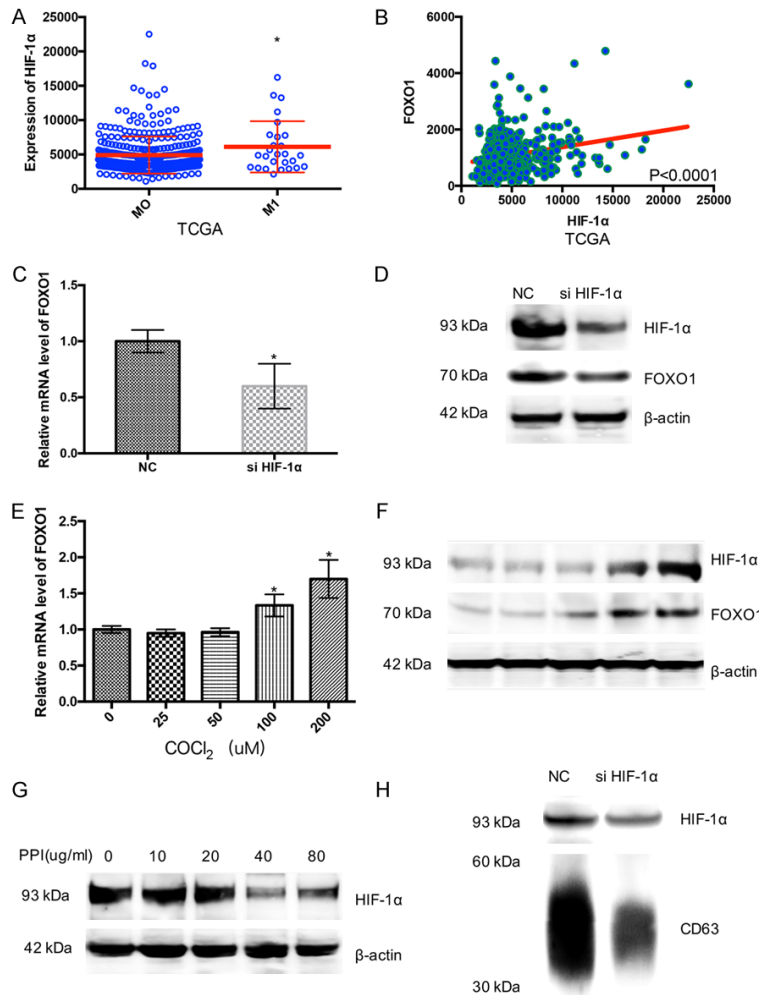 A
Expression of HIF-1α
25000
20000
15000
10000
5000
0
*
MO
M1
TCGA
B
FOXO1
6000
4000
2000
0
P<0.0001
0
5000
10000
15000
20000
25000
HIF-1α
TCGA
C
Relative mRNA level of FOXO1
1.5
1.0
0.5
0.0
*
NC
si HIF-1α
D
NC si HIF-1α
93 kDa HIF-1α
70 kDa FOXO1
42 kDa β-actin
E
Relative mRNA level of FOXO1
2.5
2.0
1.5
1.0
0.5
0.0
*
*
0
25
50
100
200
COCl2 (uM)
F
93 kDa HIF-1α
70 kDa FOXO1
42 kDa β-actin
G
PPI(ug/ml) 0 10 20 40 80
93 kDa HIF-1α
42 kDa β-actin
H
NC si HIF-1α
93 kDa HIF-1α
60 kDa
CD63
30 kDa